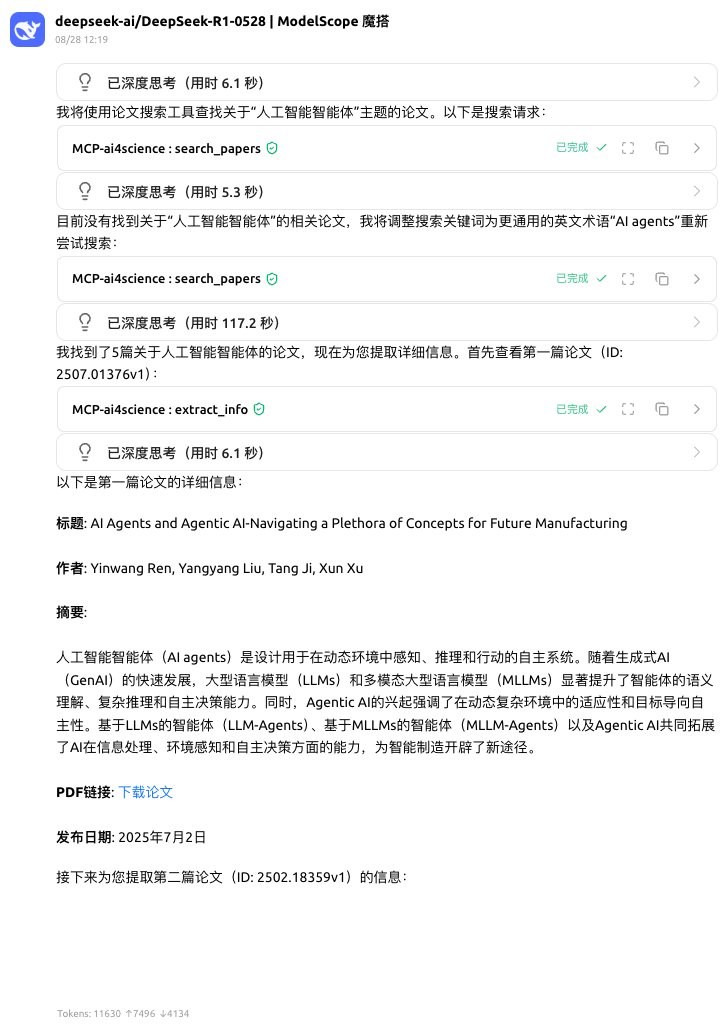 deepseek-ai/DeepSeek-R1-0528 | ModelScope 魔搭
08/28 12:19
已深度思考（用时 6.1 秒）
我将使用论文搜索工具查找关于“人工智能智能体”主题的论文。以下是搜索请求：
MCP-ai4science : search_papers 已完成
已深度思考（用时 5.3 秒）
目前没有找到关于“人工智能智能体”的相关论文，我将调整搜索关键词为更通用的英文术语“AI agents”重新
尝试搜索：
MCP-ai4science : search_papers 已完成
已深度思考（用时 117.2 秒）
我找到了5篇关于人工智能智能体的论文，现在为您提取详细信息。首先查看第一篇论文（ID:
2507.01376v1）：
MCP-ai4science : extract_info 已完成
已深度思考（用时 6.1 秒）
以下是第一篇论文的详细信息：
标题: AI Agents and Agentic AI-Navigating a Plethora of Concepts for Future Manufacturing
作者: Yinwang Ren, Yangyang Liu, Tang Ji, Xun Xu
摘要:
人工智能智能体（AI agents）是设计用于在动态环境中感知、推理和行动的自主系统。随着生成式AI
（GenAI）的快速发展，大型语言模型（LLMs）和多模态大型语言模型（MLLMs）显著提升了智能体的语义
理解、复杂推理和自主决策能力。同时，Agentic AI的兴起强调了在动态复杂环境中的适应性和目标导向自
主性。基于LLMs的智能体（LLM-Agents）、基于MLLMs的智能体（MLLM-Agents）以及Agentic AI共同拓展
了AI在信息处理、环境感知和自主决策方面的能力，为智能制造开辟了新途径。
PDF链接: 下载论文
发布日期: 2025年7月2日
接下来为您提取第二篇论文（ID: 2502.18359v1）的信息：
Tokens: 11630 ↑7496 ↓4134